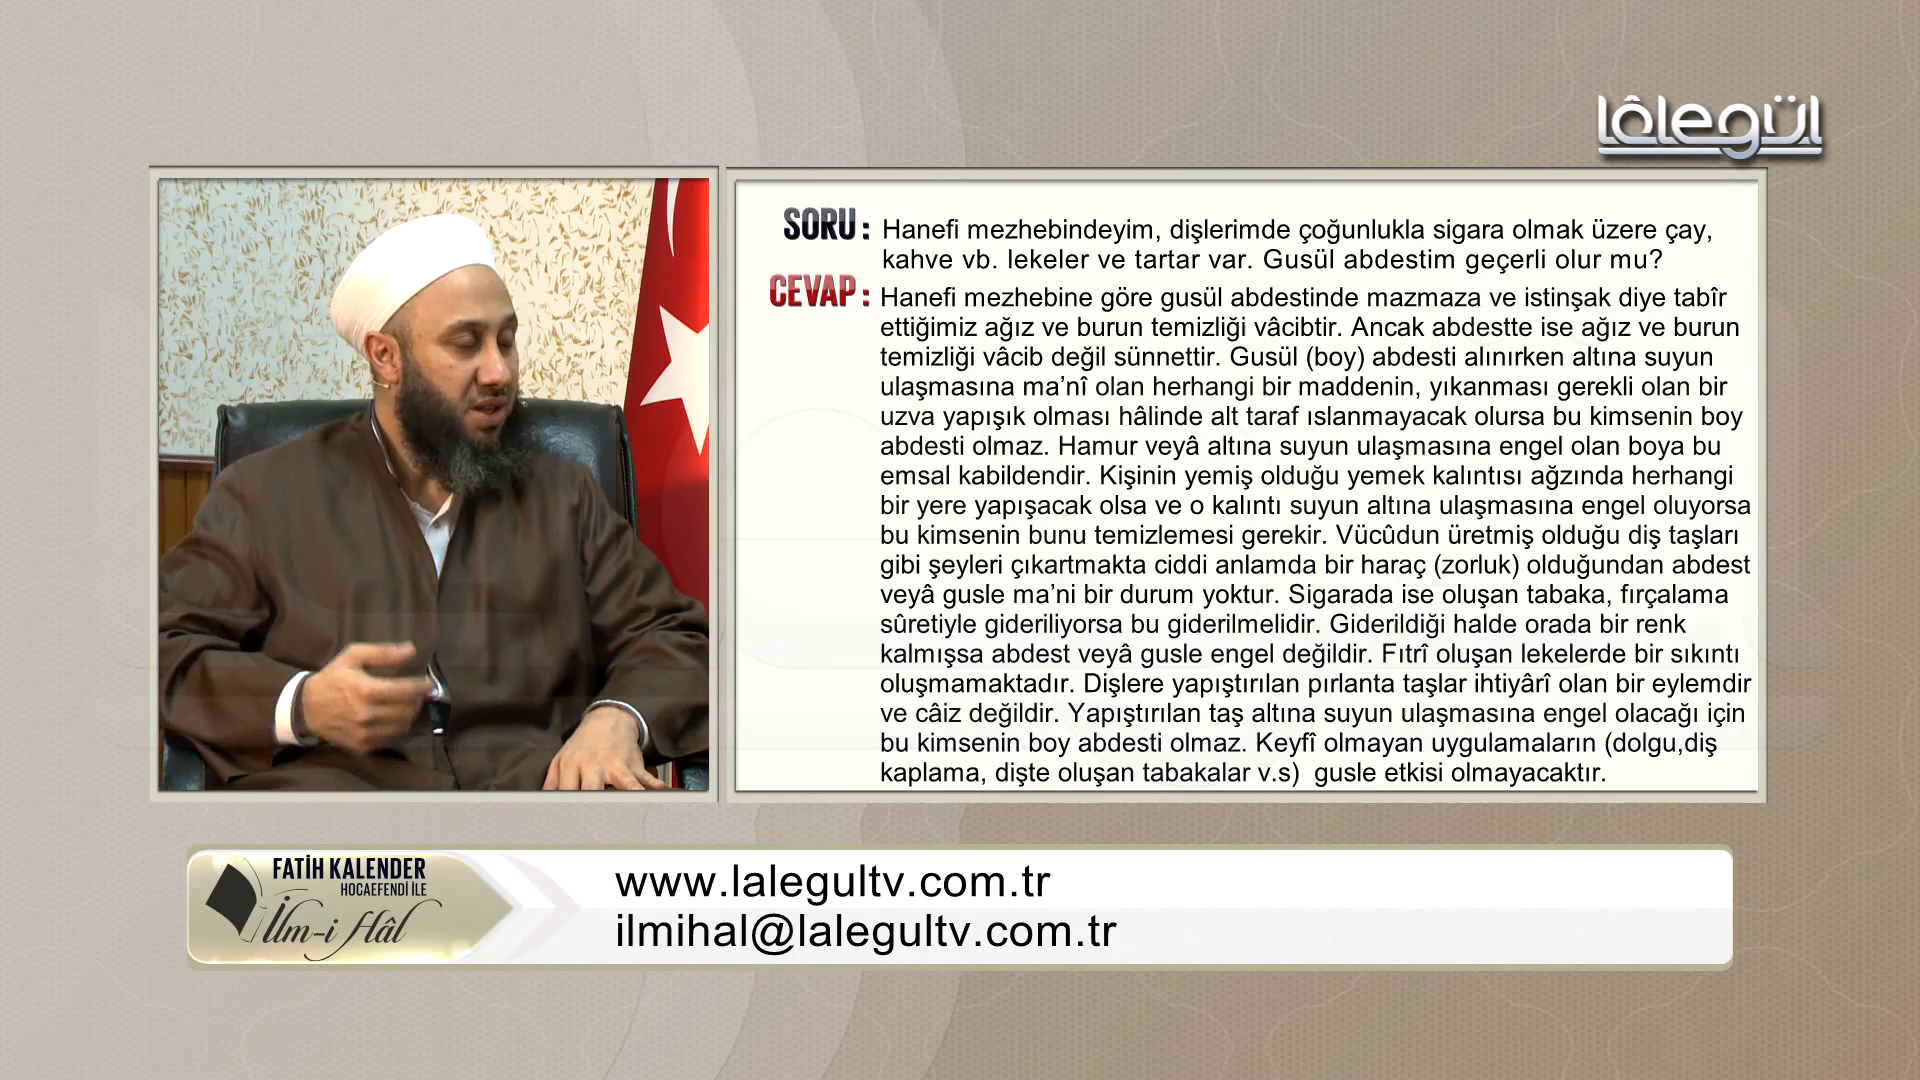 lâlegül
SORU : Hanefi mezhebindeyim, dişlerimde çoğunlukla sigara olmak üzere çay,
kahve vb. lekeler ve tartar var. Gusül abdestim geçerli olur mu?
CEVAP : Hanefi mezhebine göre gusül abdestinde mazmaza ve istinşak diye tabîr
ettiğimiz ağız ve burun temizliği vâcibtir. Ancak abdestte ise ağız ve burun
temizliği vâcib değil sünnettir. Gusül (boy) abdesti alınırken altına suyun
ulaşmasına ma’nî olan herhangi bir maddenin, yıkanması gerekli olan bir
uzva yapışık olması hâlinde alt taraf ıslanmayacak olursa bu kimsenin boy
abdesti olmaz. Hamur veyâ altına suyun ulaşmasına engel olan boya bu
emsal kabildendir. Kişinin yemiş olduğu yemek kalıntısı ağzında herhangi
bir yere yapışacak olsa ve o kalıntı suyun altına ulaşmasına engel oluyorsa
bu kimsenin bunu temizlemesi gerekir. Vücûdun üretmiş olduğu diş taşları
gibi şeyleri çıkartmakta ciddi anlamda bir haraç (zorluk) olduğundan abdest
veyâ gusle ma’ni bir durum yoktur. Sigarada ise oluşan tabaka, fırçalama
sûretiyle gideriliyorsa bu giderilmelidir. Giderildiği halde orada bir renk
kalmışsa abdest veyâ gusle engel değildir. Fıtrî oluşan lekelerde bir sıkıntı
oluşmamaktadır. Dişlere yapıştırılan pırlanta taşlar ihtiyârî olan bir eylemdir
ve câiz değildir. Yapıştırılan taş altına suyun ulaşmasına engel olacağı için
bu kimsenin boy abdesti olmaz. Keyfî olmayan uygulamaların (dolgu,diş
kaplama, dişte oluşan tabakalar v.s) gusle etkisi olmayacaktır.
FATİH KALENDER
HOCAEFENDİ İLE
İlm-i Hâl
www.lalegultv.com.tr
ilmihal@lalegultv.com.tr